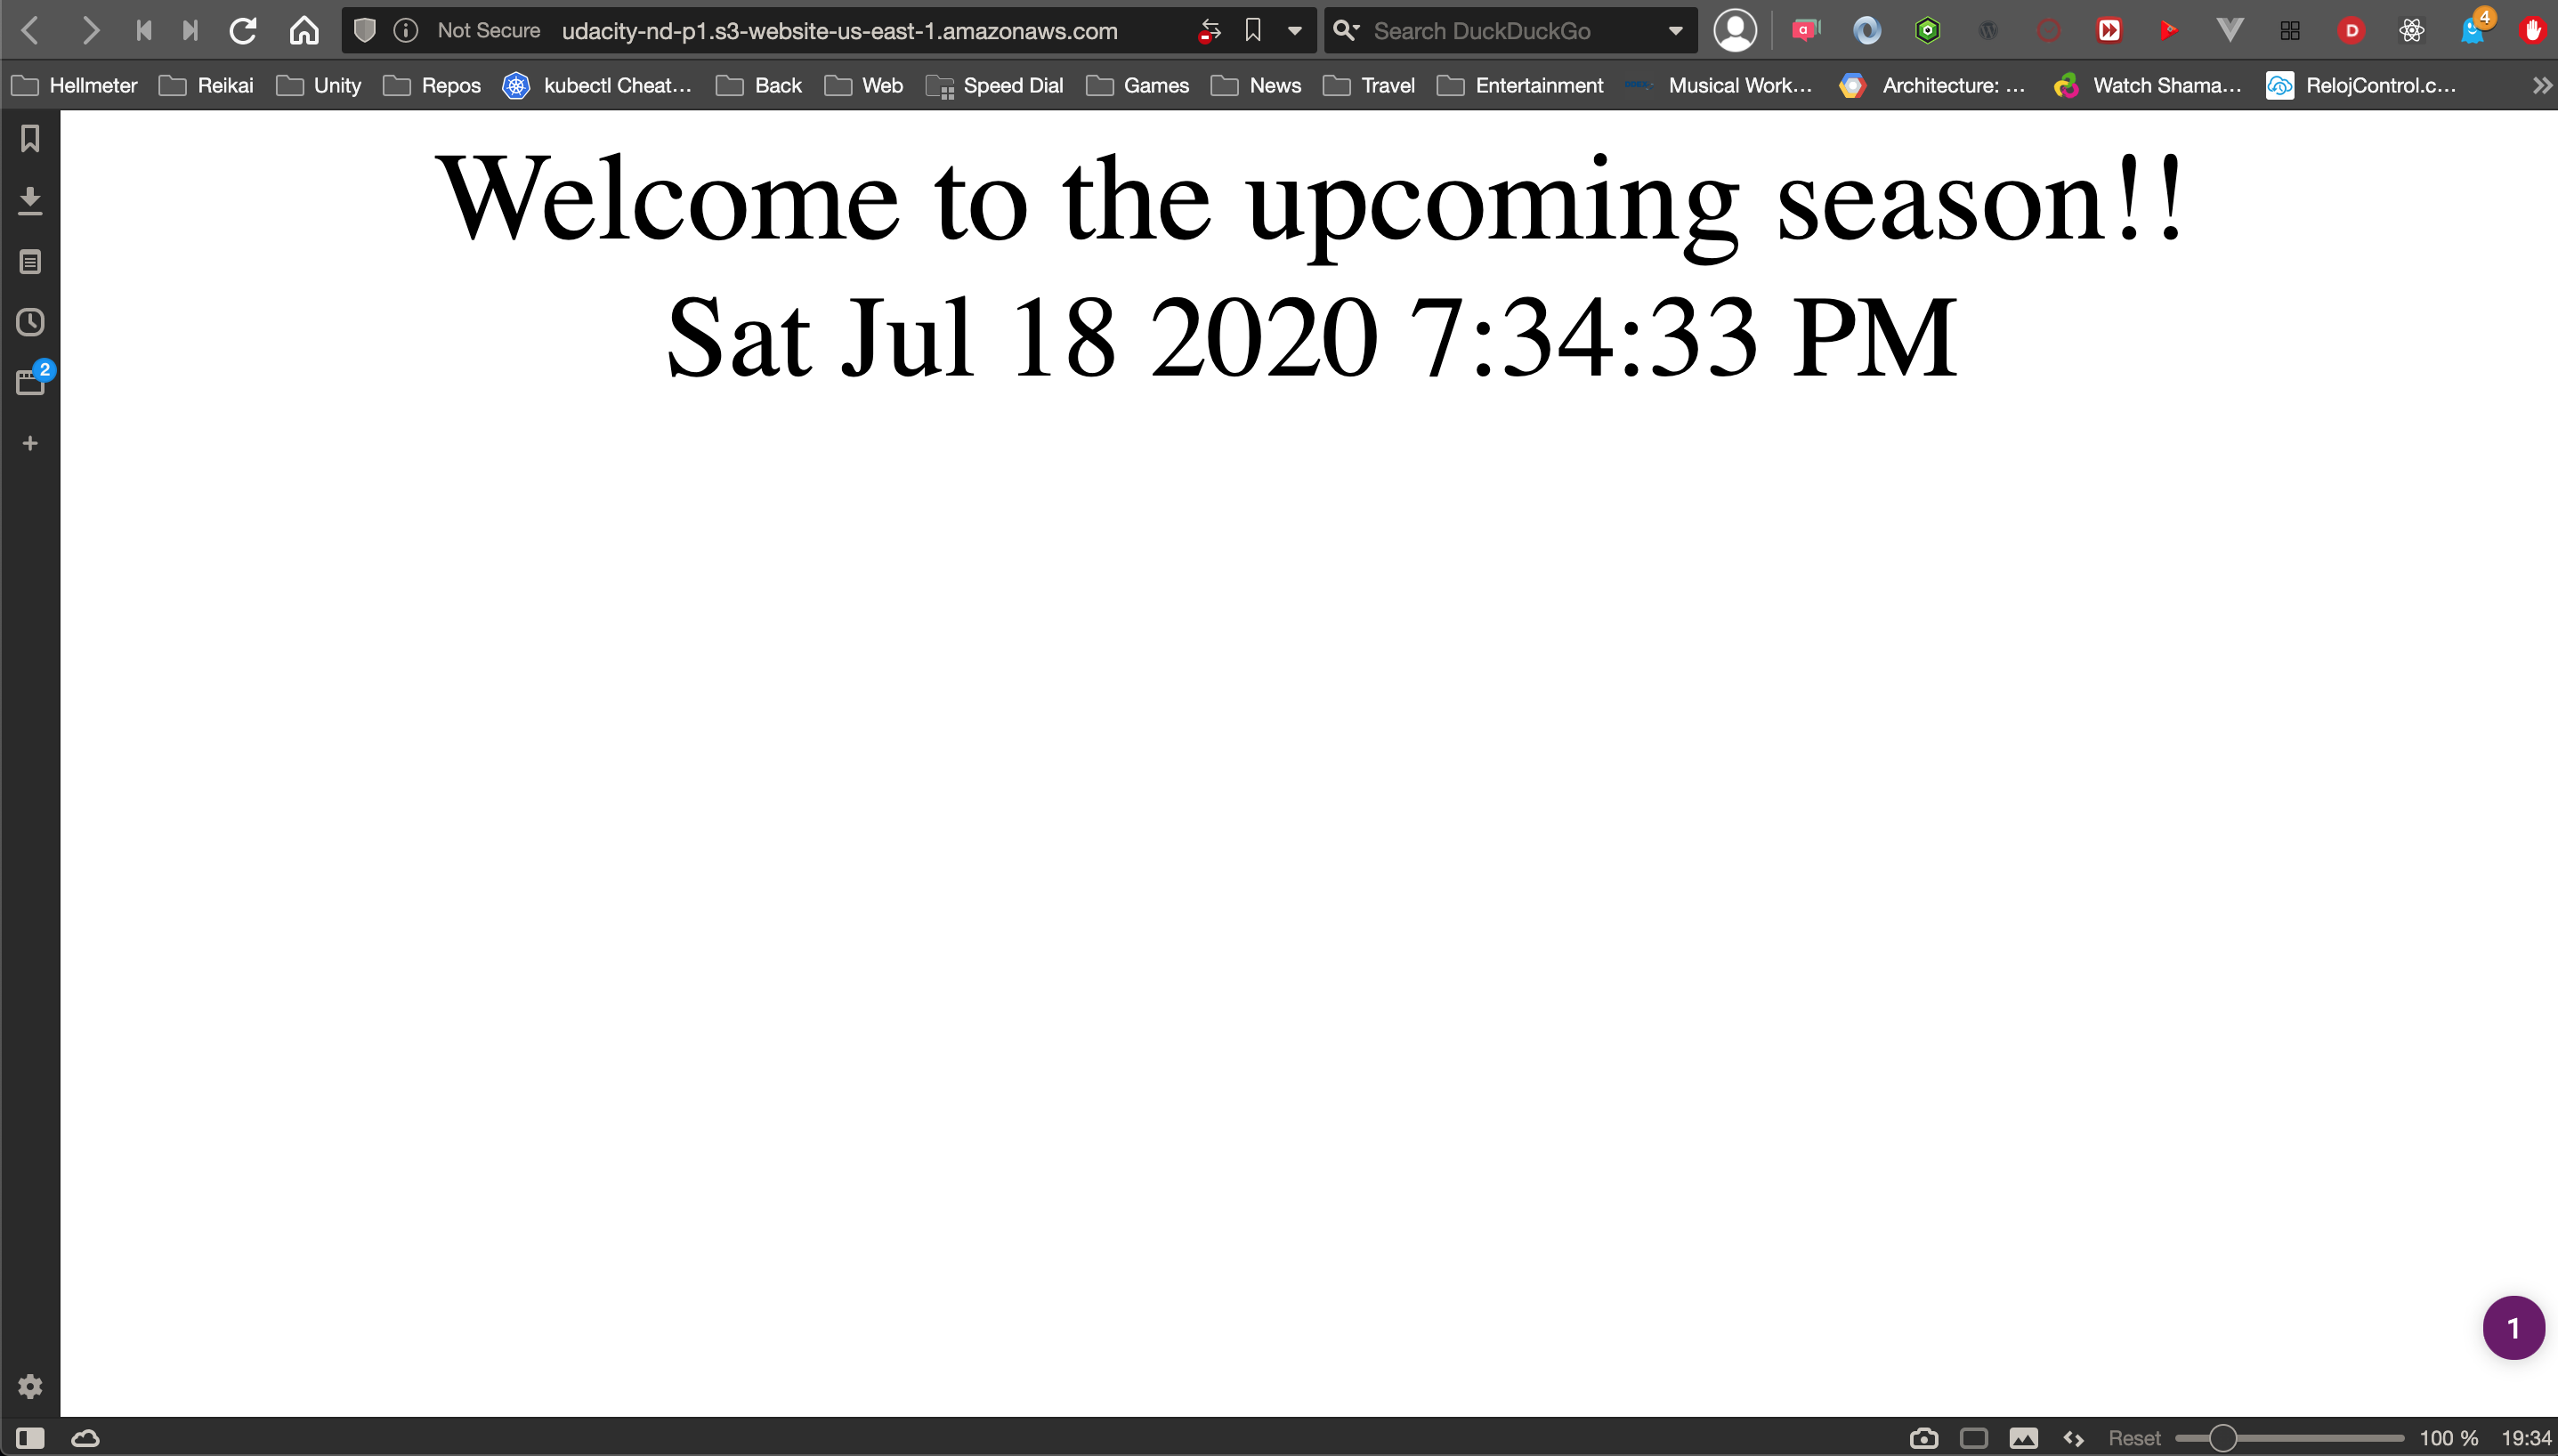 Not Secure udacity-nd-p1.s3-website-us-east-1.amazonaws.com Search DuckDuckGo 4
Hellmeter Reikai Unity Repos kubectl Cheat... Back Web Speed Dial Games News Travel Entertainment Musical Work... Architecture: ... Watch Shama... RelojControl.c...
Welcome to the upcoming season!!
Sat Jul 18 2020 7:34:33 PM
2
1
Reset 100 % 19:34